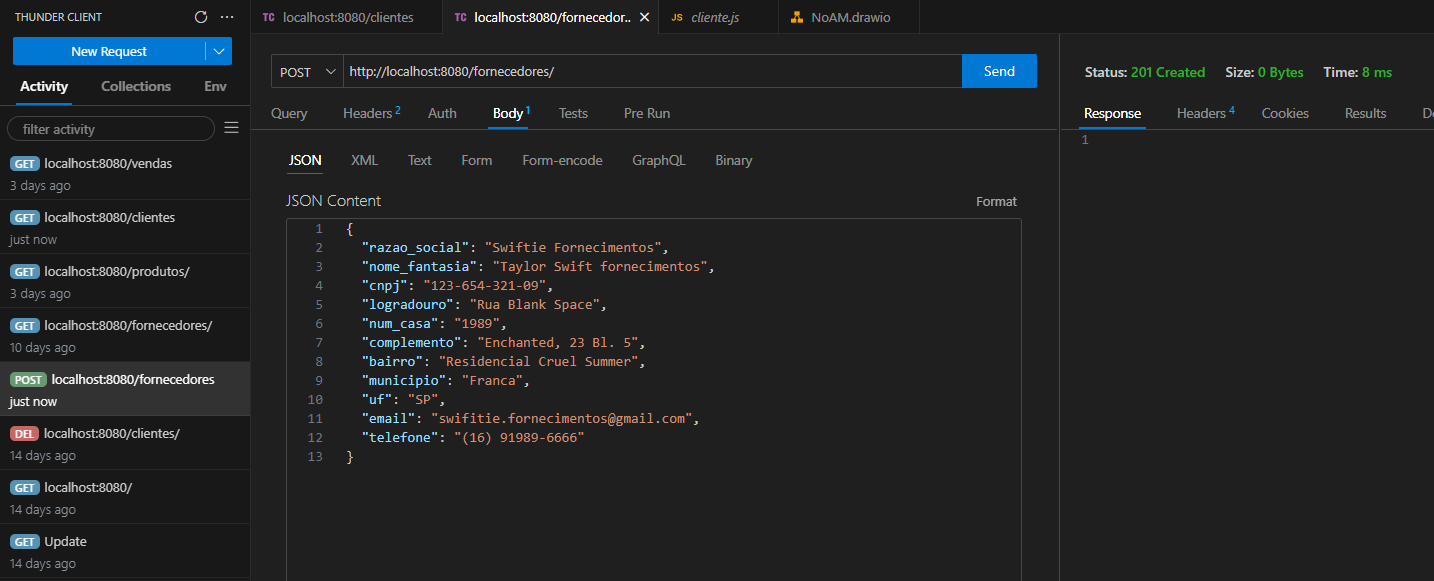 THUNDER CLIENT
New Request
Activity Collections Env
filter activity
GET localhost:8080/vendas
3 days ago
GET localhost:8080/clientes
just now
GET localhost:8080/produtos/
3 days ago
GET localhost:8080/fornecedores/
10 days ago
POST localhost:8080/fornecedores
just now
DEL localhost:8080/clientes/
14 days ago
GET localhost:8080/
14 days ago
GET Update
14 days ago
TC localhost:8080/clientes
TC localhost:8080/fornecedor..
JS cliente.js
NoAM.drawio
POST http://localhost:8080/fornecedores/ Send
Query Headers 2 Auth Body 1 Tests Pre Run
JSON XML Text Form Form-encode GraphQL Binary
JSON Content Format
1 {
2 "razao_social": "Swiftie Fornecimentos",
3 "nome_fantasia": "Taylor Swift fornecimentos",
4 "cnpj": "123-654-321-09",
5 "logradouro": "Rua Blank Space",
6 "num_casa": "1989",
7 "complemento": "Enchanted, 23 Bl. 5",
8 "bairro": "Residencial Cruel Summer",
9 "municipio": "Franca",
10 "uf": "SP",
11 "email": "swifitie.fornecimentos@gmail.com",
12 "telefone": "(16) 91989-6666"
13 }
Status: 201 Created Size: 0 Bytes Time: 8 ms
Response Headers 4 Cookies Results
1